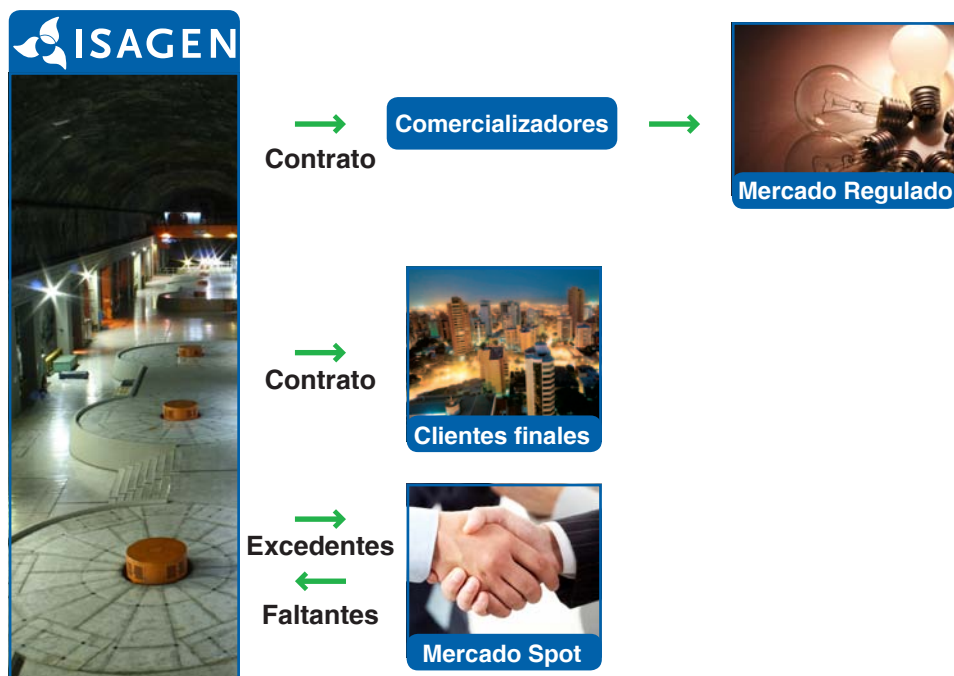 ISAGEN
Contrato
Comercializadores
Mercado Regulado
Contrato
Clientes finales
Excedentes
Faltantes
Mercado Spot